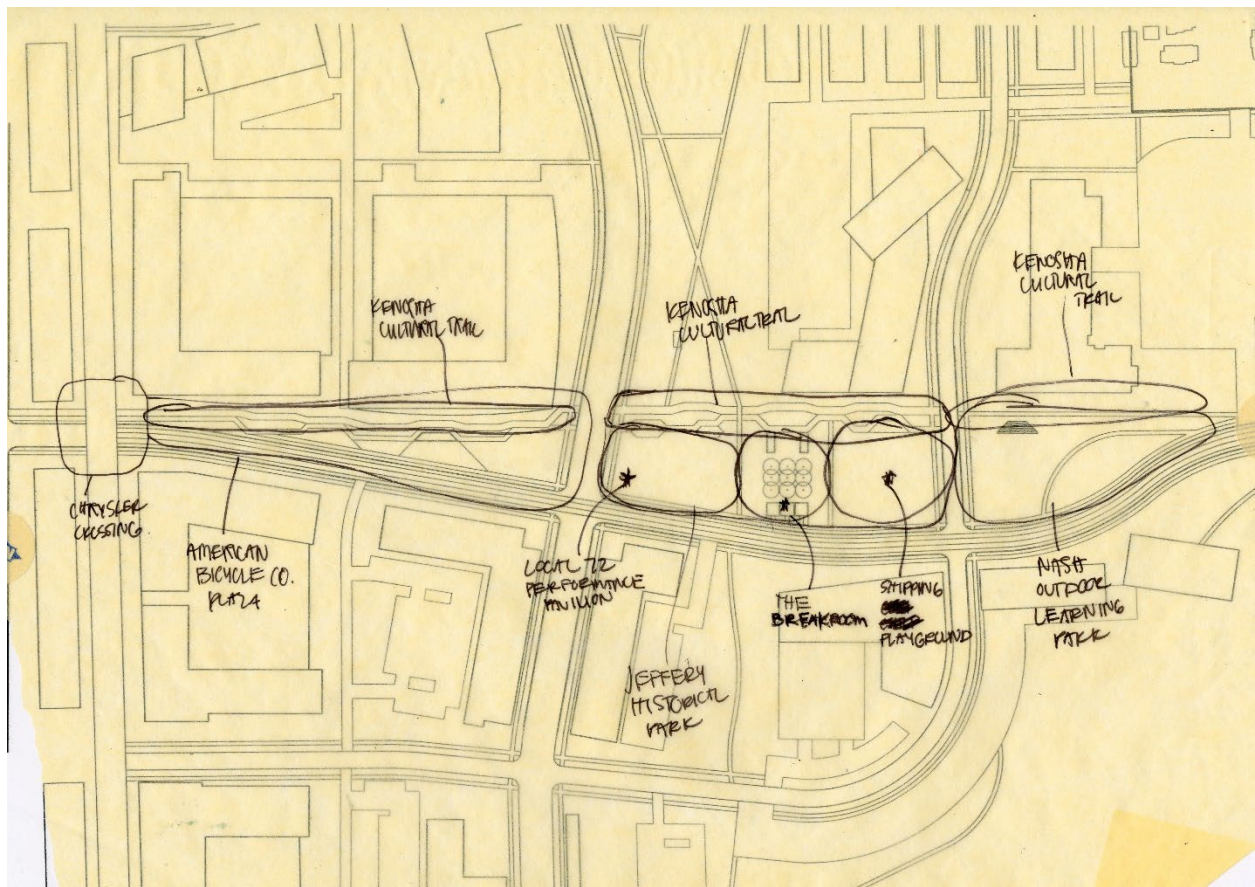 KENOSHA
CULTURAL TRAIL
KENOSHA
CULTURAL TRAIL
KENOSHA
CULTURAL
TRAIL
CHRYSLER
CROSSING
AMERICAN
BICYCLE CO.
PLAZA
LOCAL 72
PERFORMANCE
PAVILION
JEFFERY
HISTORICAL
PARK
THE
BREAKROOM
SHIPPING
PLAYGROUND
NASH
OUTDOOR
LEARNING
PARK